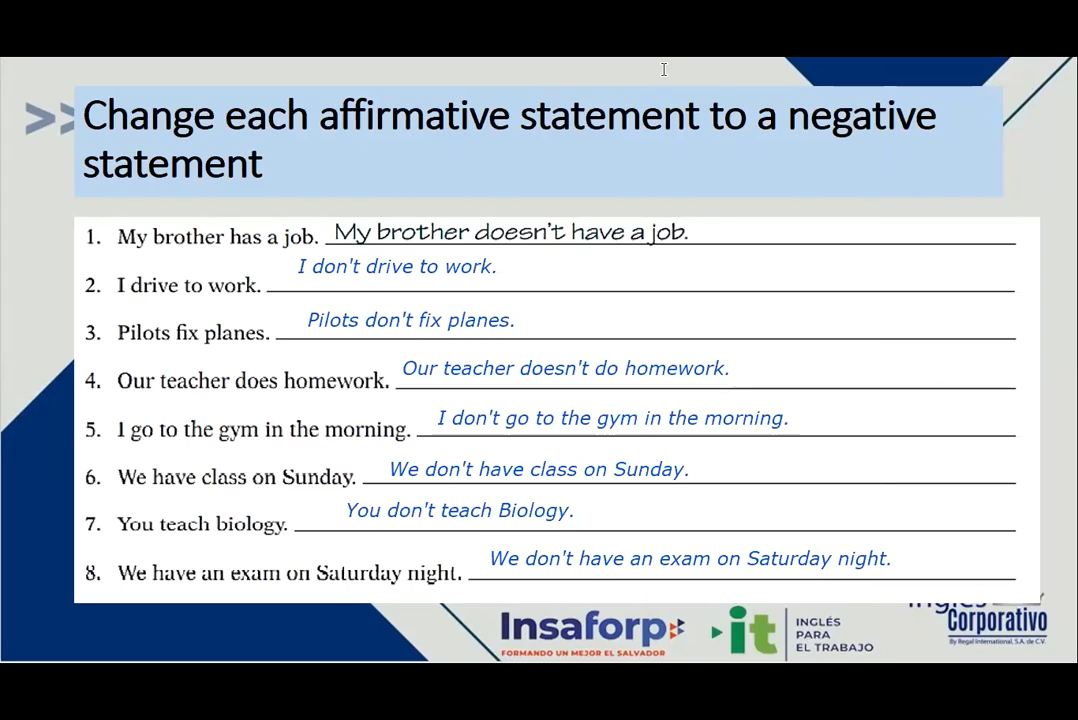 >> Change each affirmative statement to a negative
statement
1. My brother has a job. My brother doesn't have a job.
2. I drive to work. I don't drive to work.
3. Pilots fix planes. Pilots don't fix planes.
4. Our teacher does homework. Our teacher doesn't do homework.
5. I go to the gym in the morning. I don't go to the gym in the morning.
6. We have class on Sunday. We don't have class on Sunday.
7. You teach biology. You don't teach Biology.
8. We have an exam on Saturday night. We don't have an exam on Saturday night.
Insaforp
FORMANDO UN MEJOR EL SALVADOR
it
INGLÉS
PARA
EL TRABAJO
Inglés
Corporativo
By Regal International, S.A. de C.V.